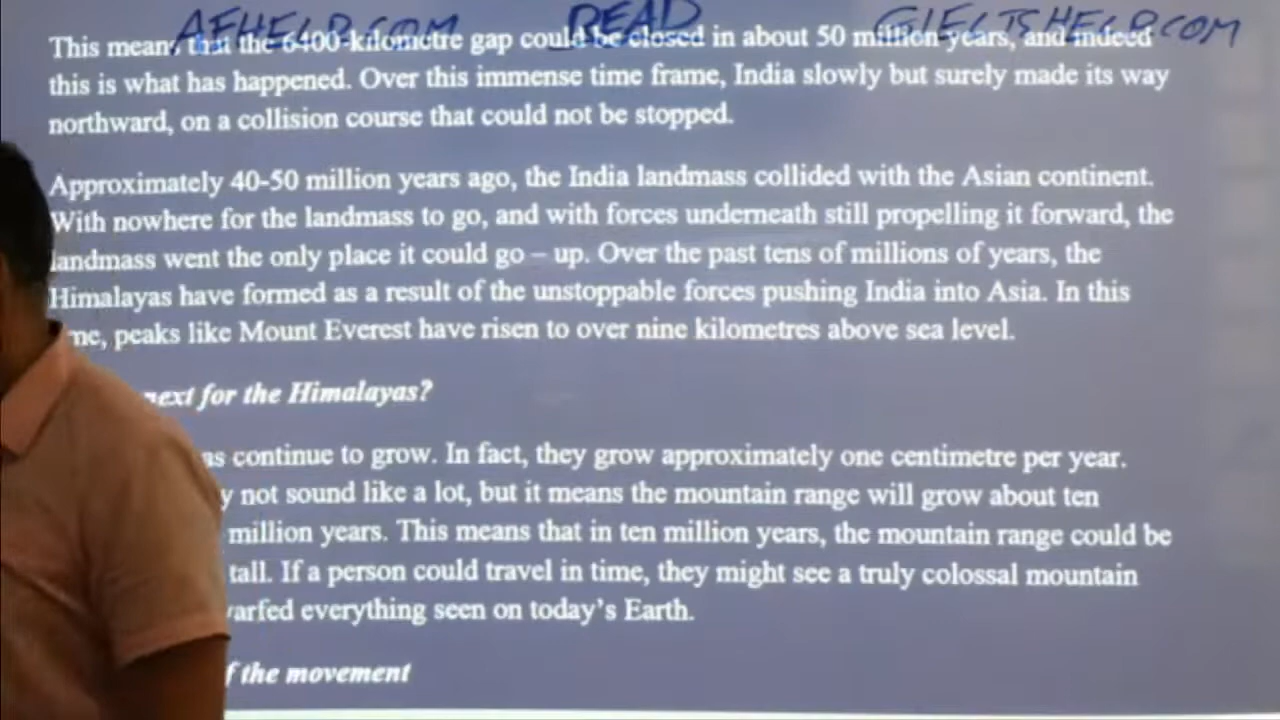 AEHELP.COM READ GIELTSHELP.COM
This means that the 6400-kilometre gap could be closed in about 50 million years, and indeed
this is what has happened. Over this immense time frame, India slowly but surely made its way
northward, on a collision course that could not be stopped.
Approximately 40-50 million years ago, the India landmass collided with the Asian continent.
With nowhere for the landmass to go, and with forces underneath still propelling it forward, the
landmass went the only place it could go – up. Over the past tens of millions of years, the
Himalayas have formed as a result of the unstoppable forces pushing India into Asia. In this
me, peaks like Mount Everest have risen to over nine kilometres above sea level.
next for the Himalayas?
as continue to grow. In fact, they grow approximately one centimetre per year.
y not sound like a lot, but it means the mountain range will grow about ten
million years. This means that in ten million years, the mountain range could be
tall. If a person could travel in time, they might see a truly colossal mountain
warfed everything seen on today's Earth.
f the movement